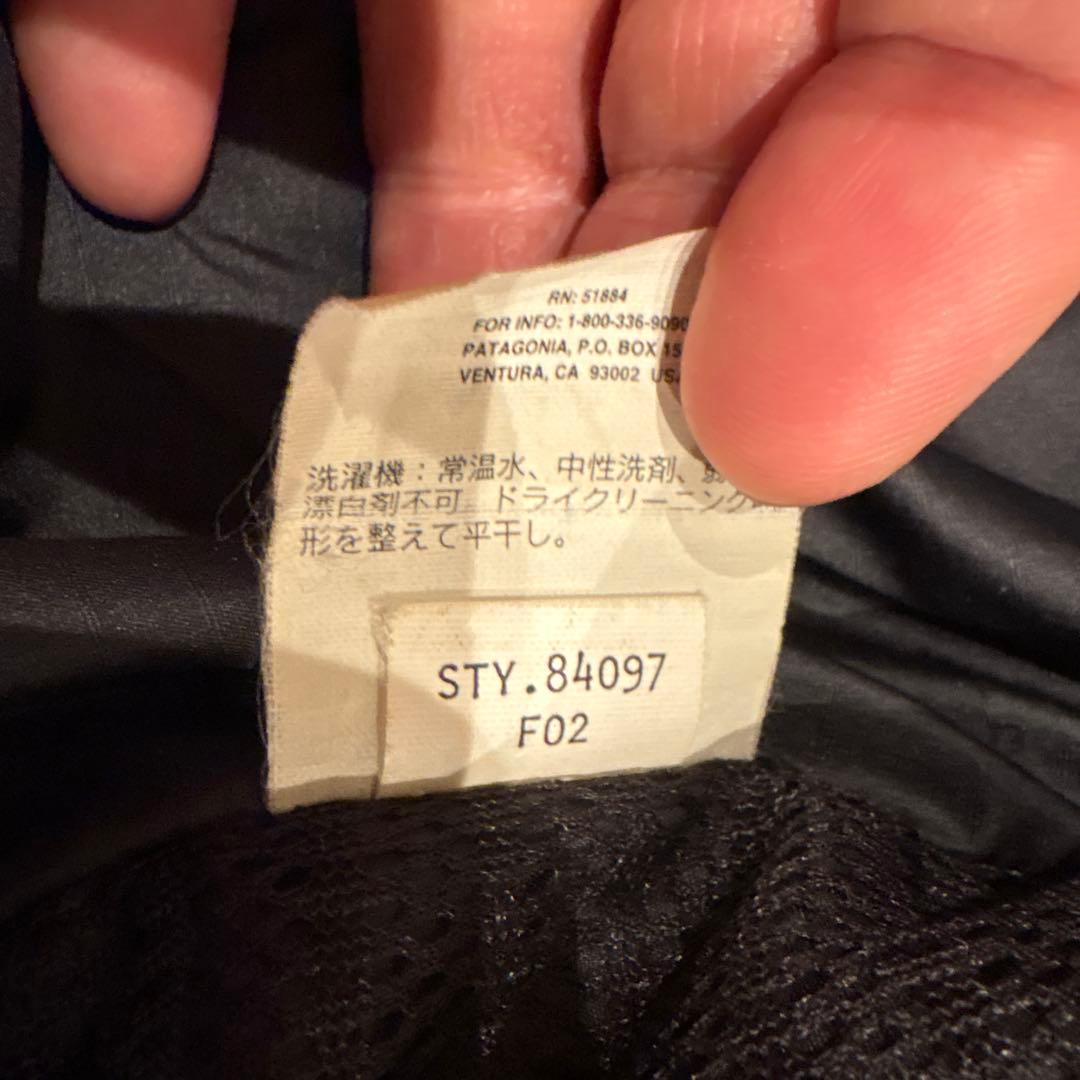 RN: 51884
FOR INFO: 1-800-336-9090
PATAGONIA, P.O. BOX 15
VENTURA, CA 93002 USA
洗濯機：常温水、中性洗剤、
漂白剤不可 ドライクリーニング
形を整えて平干し。
STY.84097
F02